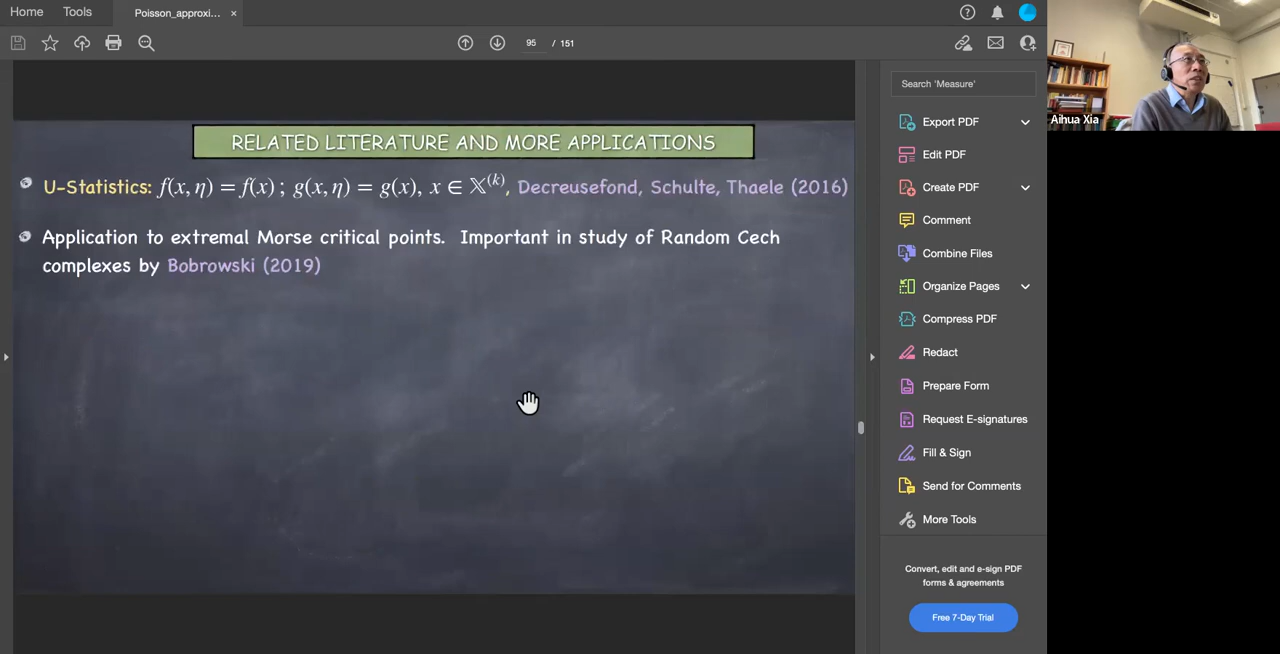 Home Tools Poisson_approxi... ×
95 / 151
RELATED LITERATURE AND MORE APPLICATIONS
U-Statistics: f(x, η) = f(x) ; g(x, η) = g(x), x ∈ 𝕏^(k), Decreusefond, Schulte, Thaele (2016)
Application to extremal Morse critical points. Important in study of Random Cech
complexes by Bobrowski (2019)
Search 'Measure'
Export PDF
Edit PDF
Create PDF
Comment
Combine Files
Organize Pages
Compress PDF
Redact
Prepare Form
Request E-signatures
Fill & Sign
Send for Comments
More Tools
Convert, edit and e-sign PDF
forms & agreements
Free 7-Day Trial
Aihua Xia